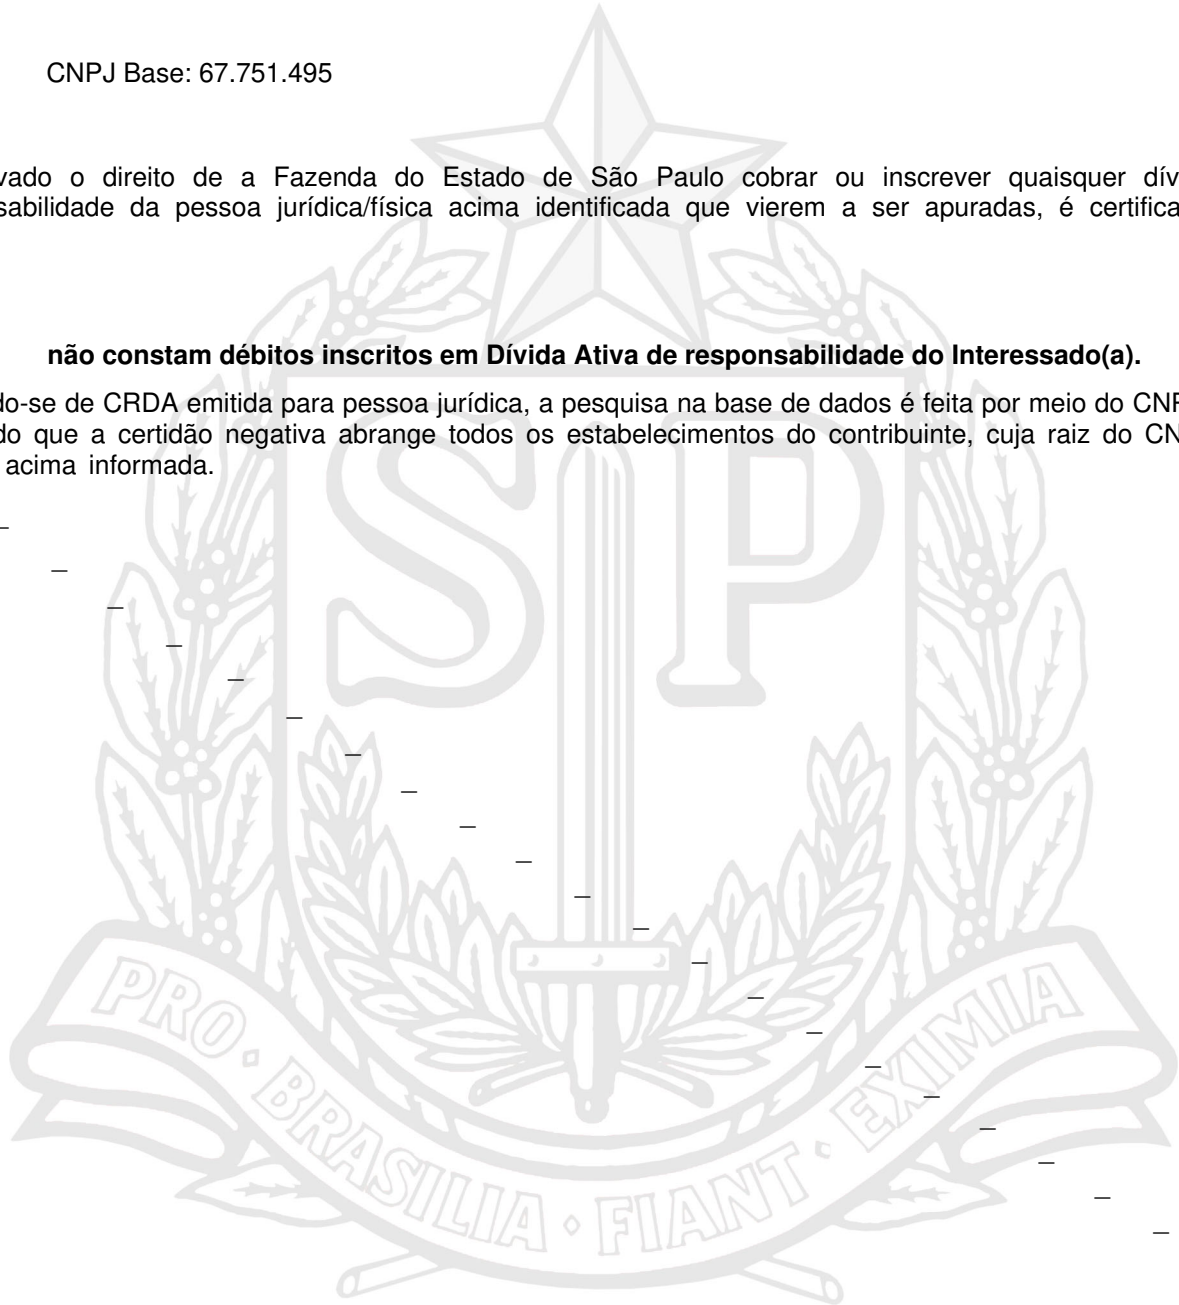 CNPJ Base: 67.751.495
vado o direito de a Fazenda do Estado de São Paulo cobrar ou inscrever quaisquer dív
sabilidade da pessoa jurídica/física acima identificada que vierem a ser apuradas, é certifica
não constam débitos inscritos em Dívida Ativa de responsabilidade do Interessado(a).
do-se de CRDA emitida para pessoa jurídica, a pesquisa na base de dados é feita por meio do CNP
do que a certidão negativa abrange todos os estabelecimentos do contribuinte, cuja raiz do CN
acima informada.
SP
PRO · BRASILIA · FIANT · EXIMIA